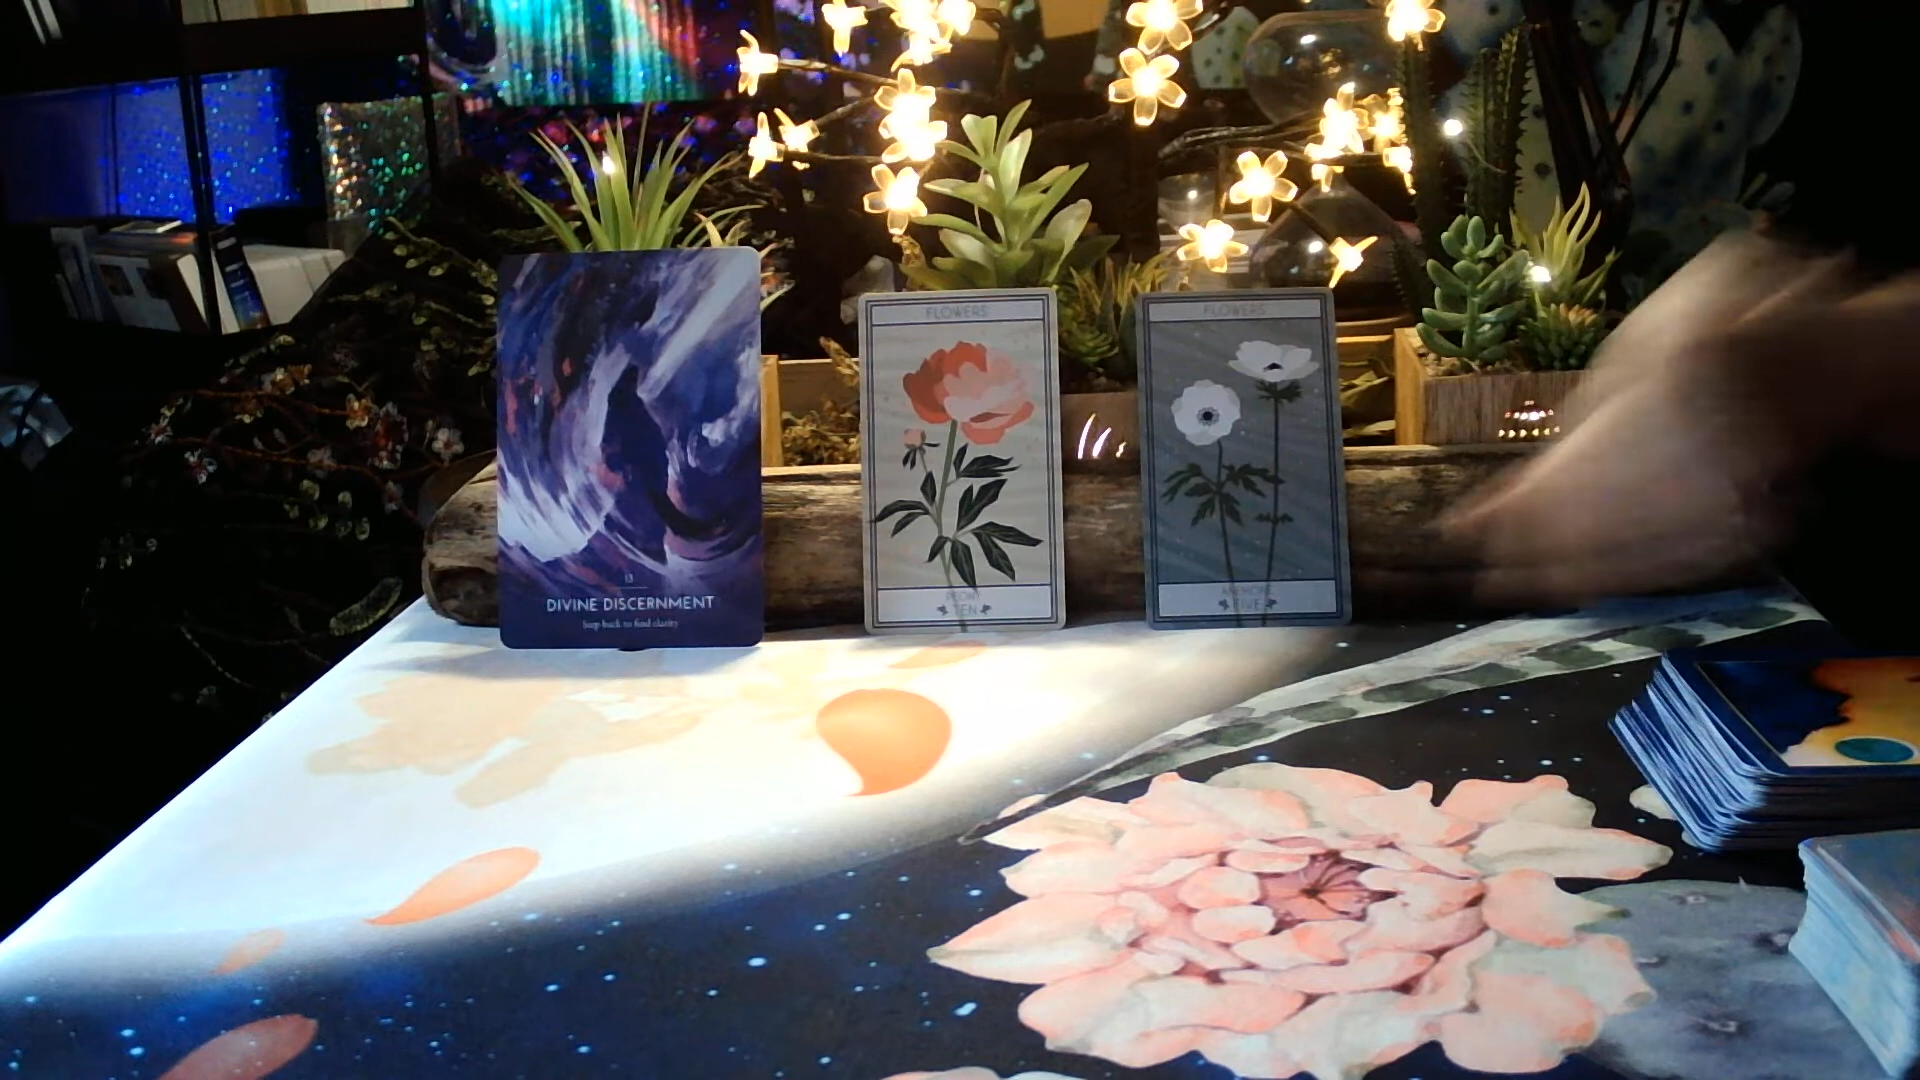 13
DIVINE DISCERNMENT
Step back to find clarity
FLOWERS
PEONY
TEN
FLOWERS
ANEMONE
FIVE